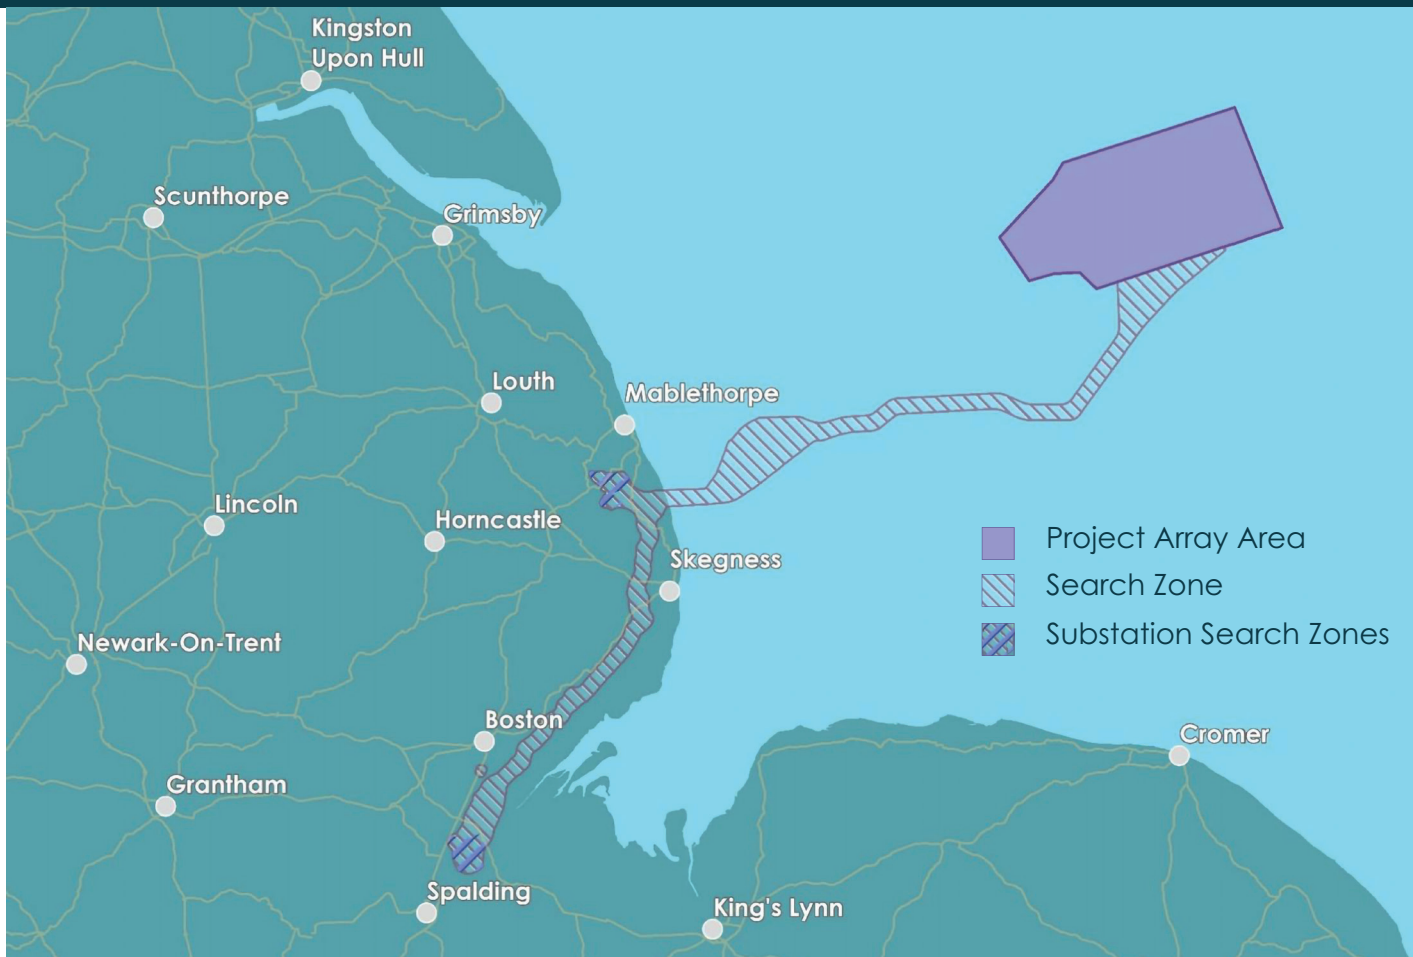 Kingston
Upon Hull
Scunthorpe
Grimsby
Louth
Mablethorpe
Lincoln
Horncastle
Skegness
Project Array Area
Search Zone
Substation Search Zones
Newark-On-Trent
Boston
Cromer
Grantham
Spalding
King's Lynn